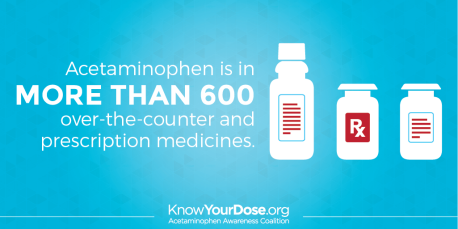 Acetaminophen is in
MORE THAN 600
over-the-counter and
prescription medicines.
Rx
KnowYourDose.org
Acetaminophen Awareness Coalition